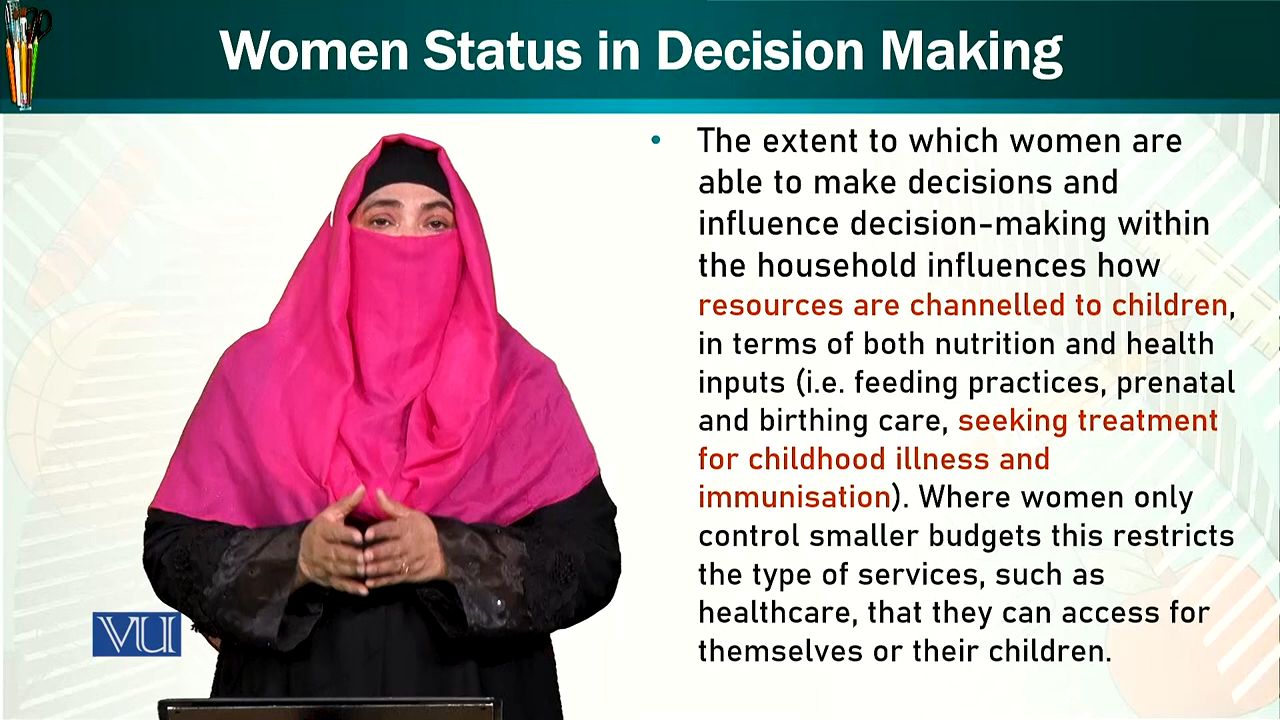 Women Status in Decision Making
• The extent to which women are
able to make decisions and
influence decision-making within
the household influences how
resources are channelled to children,
in terms of both nutrition and health
inputs (i.e. feeding practices, prenatal
and birthing care, seeking treatment
for childhood illness and
immunisation). Where women only
control smaller budgets this restricts
the type of services, such as
healthcare, that they can access for
themselves or their children.
VU